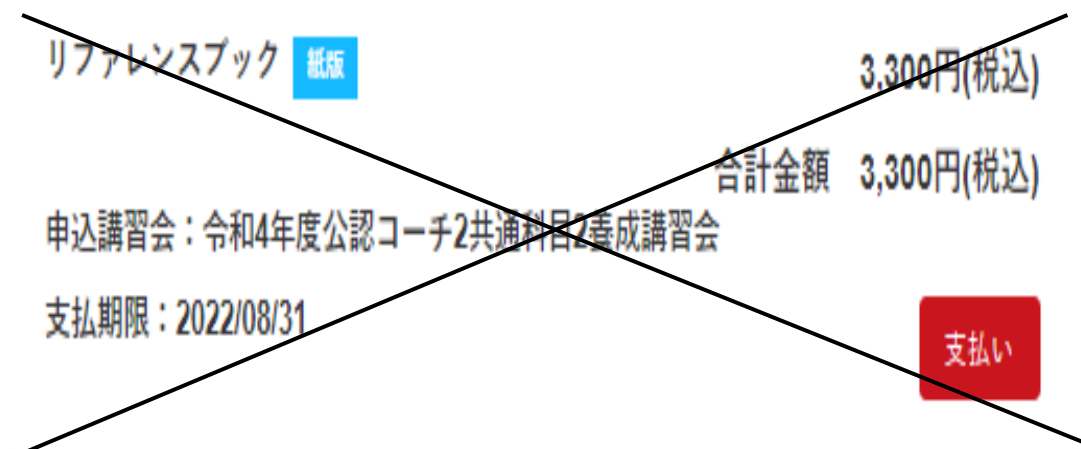 リファレンスブック 紙版 3,300円(税込)
合計金額 3,300円(税込)
申込講習会：令和4年度公認コーチ2共通科目2養成講習会
支払期限：2022/08/31
支払い